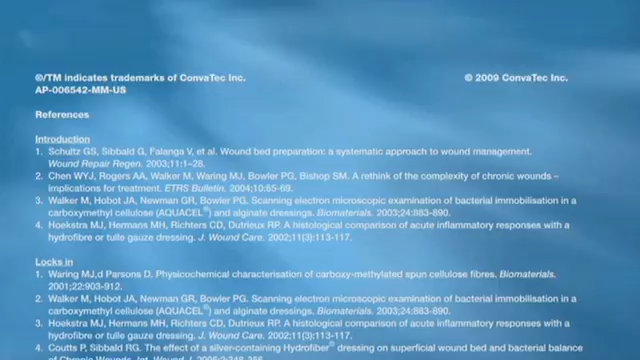 ®/TM indicates trademarks of ConvaTec Inc.
© 2009 ConvaTec Inc.
AP-006542-MM-US
References
Introduction
1. Schultz GS, Sibbald G, Falanga V, et al. Wound bed preparation: a systematic approach to wound management.
Wound Repair Regen. 2003;11:1–28.
2. Chen WYJ, Rogers AA, Walker M, Waring MJ, Bowler PG, Bishop SM. A rethink of the complexity of chronic wounds –
implications for treatment. ETRS Bulletin. 2004;10:65-69.
3. Walker M, Hobot JA, Newman GR, Bowler PG. Scanning electron microscopic examination of bacterial immobilisation in a
carboxymethyl cellulose (AQUACEL®) and alginate dressings. Biomaterials. 2003;24:883-890.
4. Hoekstra MJ, Hermans MH, Richters CD, Dutrieux RP. A histological comparison of acute inflammatory responses with a
hydrofibre or tulle gauze dressing. J. Wound Care. 2002;11(3):113-117.
Locks in
1. Waring MJ,d Parsons D. Physicochemical characterisation of carboxy-methylated spun cellulose fibres. Biomaterials.
2001;22:903-912.
2. Walker M, Hobot JA, Newman GR, Bowler PG. Scanning electron microscopic examination of bacterial immobilisation in a
carboxymethyl cellulose (AQUACEL®) and alginate dressings. Biomaterials. 2003;24:883-890.
3 Hoekstra MJ, Hermans MH, Richters CD, Dutrieux RP. A histological comparison of acute inflammatory responses with a
hydrofibre or tulle gauze dressing. J. Wound Care. 2002;11(3):113-117.
4 Coutts P, Sibbald RG. The effect of a silver-containing Hydrofiber® dressing on superficial wound bed and bacterial balance
of Chronic Wounds. Int. Wound J. 2005;2:348-356.